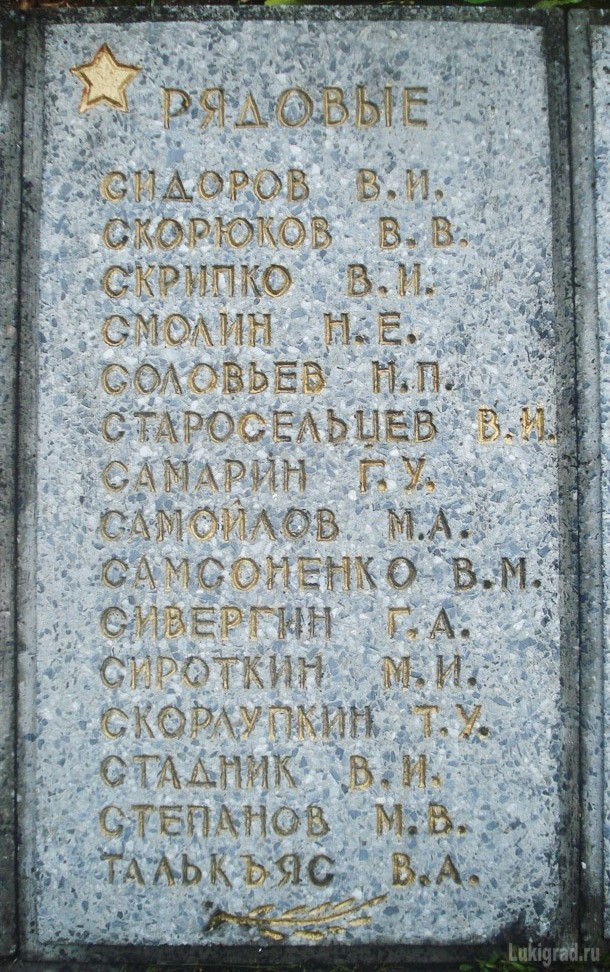 РЯДОВЫЕ
СИДОРОВ В.И.
СКОРЮКОВ В.В.
СКРИПКО В.И.
СМОЛИН Н.Е.
СОЛОВЬЕВ Н.П.
СТАРОСЕЛЬЦЕВ В.И.
САМАРИН Г.У.
САМОЙЛОВ М.А.
САМСОНЕНКО В.М.
СИВЕРГИН Г.А.
СИРОТКИН М.И.
СКОРЛУПКИН Т.У.
СТАДНИК В.И.
СТЕПАНОВ М.В.
ТАЛЬКЪЯС В.А.
Lukigrad.ru